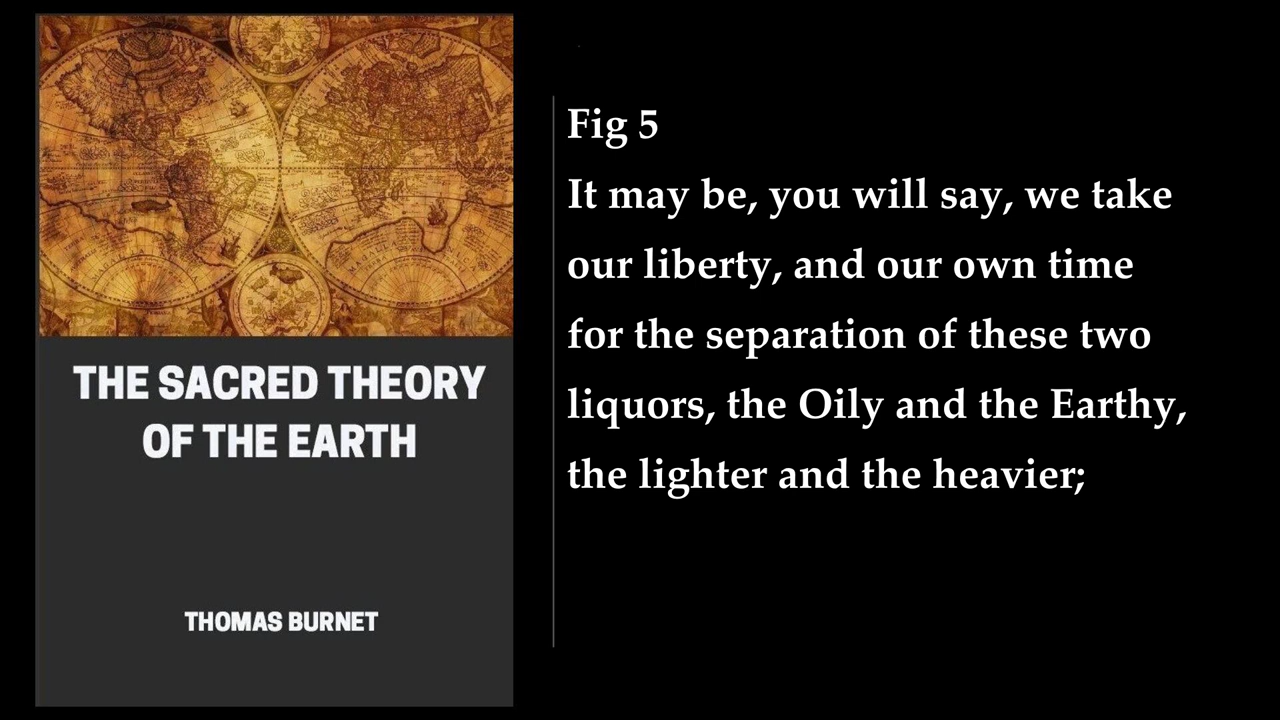 THE SACRED THEORY
OF THE EARTH
THOMAS BURNET
Fig 5
It may be, you will say, we take
our liberty, and our own time
for the separation of these two
liquors, the Oily and the Earthy,
the lighter and the heavier;